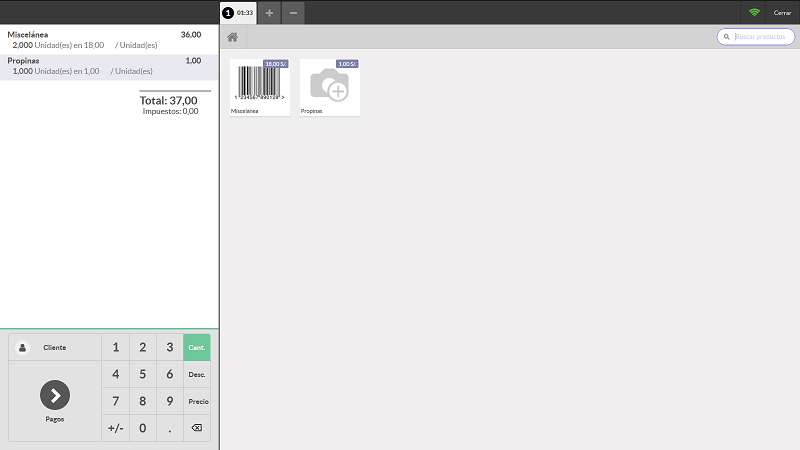 1 01:33 + − Cerrar
Buscar productos
Miscelánea 36,00
2,000 Unidad(es) en 18,00 / Unidad(es)
Propinas 1,00
1,000 Unidad(es) en 1,00 / Unidad(es)
Total: 37,00
Impuestos: 0,00
18,00 S/.
1"234567"890128">
Miscelánea
1,00 S/.
Propinas
Cliente 1 2 3 Cant.
4 5 6 Desc.
Pagos 7 8 9 Precio
+/- 0 .